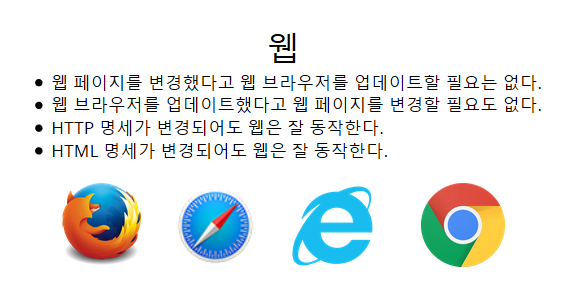 웹
• 웹 페이지를 변경했다고 웹 브라우저를 업데이트할 필요는 없다.
• 웹 브라우저를 업데이트했다고 웹 페이지를 변경할 필요도 없다.
• HTTP 명세가 변경되어도 웹은 잘 동작한다.
• HTML 명세가 변경되어도 웹은 잘 동작한다.